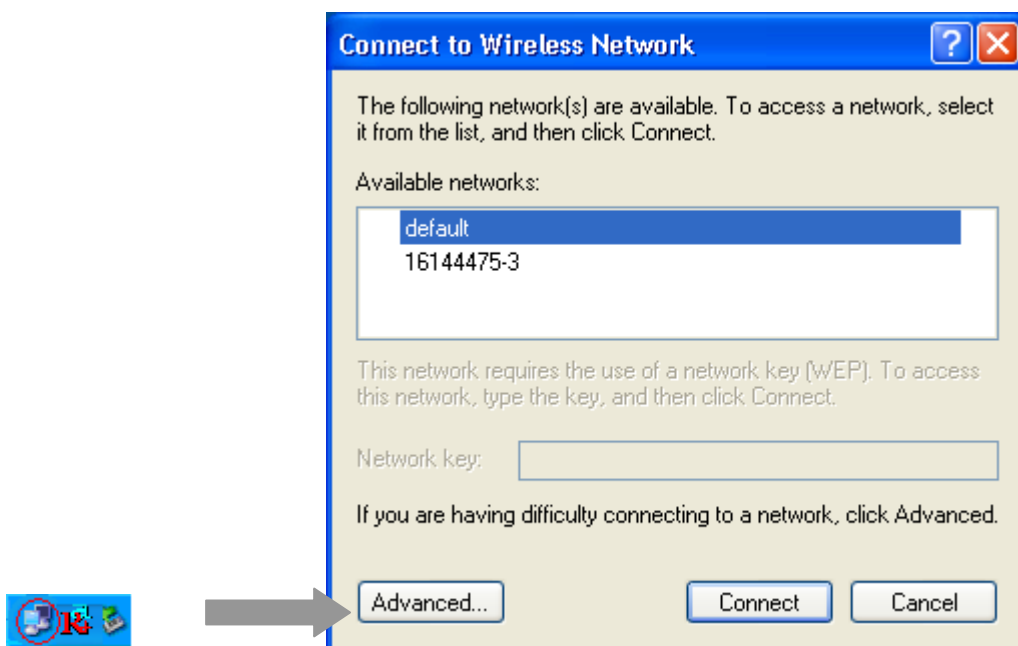 Connect to Wireless Network
The following network(s) are available. To access a network, select
it from the list, and then click Connect.
Available networks:
default
16144475-3
This network requires the use of a network key (WEP). To access
this network, type the key, and then click Connect.
Network key:
If you are having difficulty connecting to a network, click Advanced.
Advanced... Connect Cancel